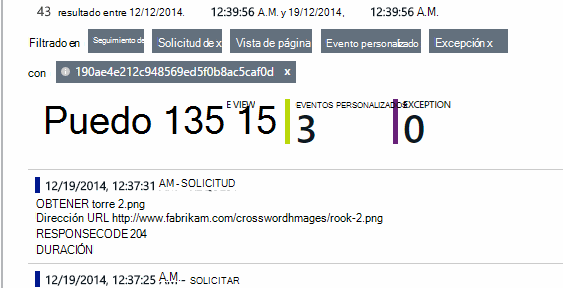 43 resultado entre 12/12/2014. 12:39:56 A.M. y 19/12/2014, 12:39:56 A.M.
Filtrado en Seguimiento de Solicitud de x Vista de página Evento personalizado Excepción x
con 190ae4e212c948569ed5f0b8ac5caf0d x
E VIEW EVENTOS PERSONALIZADOS EXCEPTION
Puedo 135 15 3 0
12/19/2014, 12:37:31 AM - SOLICITUD
OBTENER torre 2.png
Dirección URL http://www.fabrikam.com/crosswordhmages/rook-2.png
RESPONSECODE 204
DURACIÓN
12/19/2014, 12:37:25 A.M. - SOLICITAR